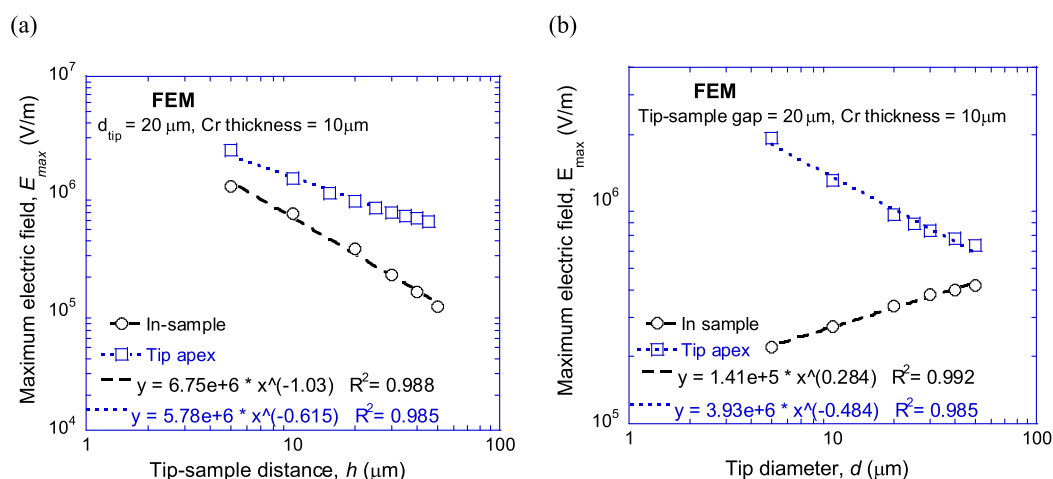 (a)
10^7
10^6
10^5
10^4
Maximum electric field, E_max (V/m)
FEM
d_tip = 20 μm, Cr thickness = 10μm
In-sample
Tip apex
y = 6.75e+6 * x^(-1.03) R^2= 0.988
y = 5.78e+6 * x^(-0.615) R^2= 0.985
1 10 100
Tip-sample distance, h (μm)
(b)
10^6
10^5
Maximum electric field, E_max (V/m)
FEM
Tip-sample gap = 20 μm, Cr thickness = 10μm
In sample
Tip apex
y = 1.41e+5 * x^(0.284) R^2= 0.992
y = 3.93e+6 * x^(-0.484) R^2= 0.985
1 10 100
Tip diameter, d (μm)